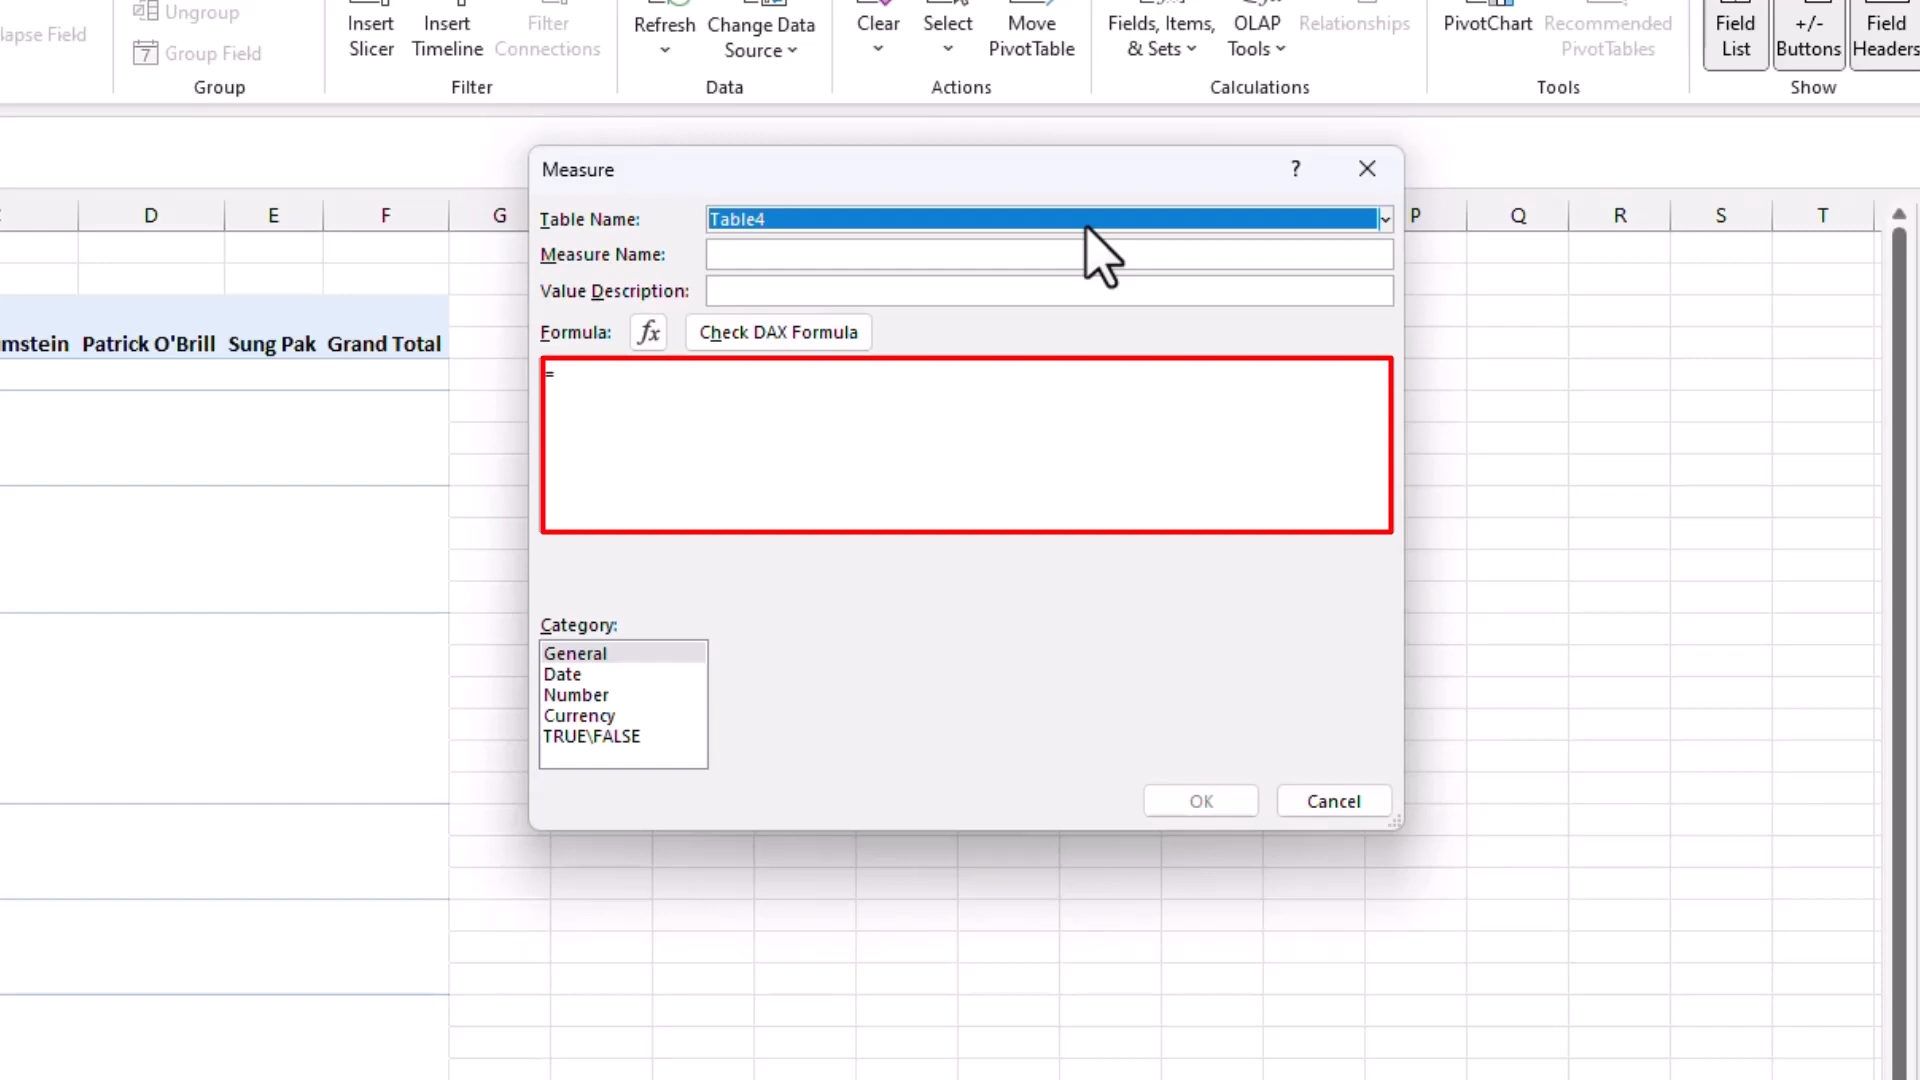 Ungroup
lapse Field
Group Field
7
Group
Insert Slicer
Insert Timeline
Filter Connections
Filter
Refresh
Change Data Source
Data
Clear
Select
Move PivotTable
Actions
Fields, Items, & Sets
OLAP Tools
Relationships
Calculations
PivotChart
Recommended PivotTables
Tools
Field List
+/- Buttons
Field Headers
Show
D E F G P Q R S T
mstein Patrick O'Brill Sung Pak Grand Total
Measure ?
Table Name: Table4
Measure Name:
Value Description:
Formula: fx Check DAX Formula
=
Category:
General
Date
Number
Currency
TRUE\FALSE
OK Cancel